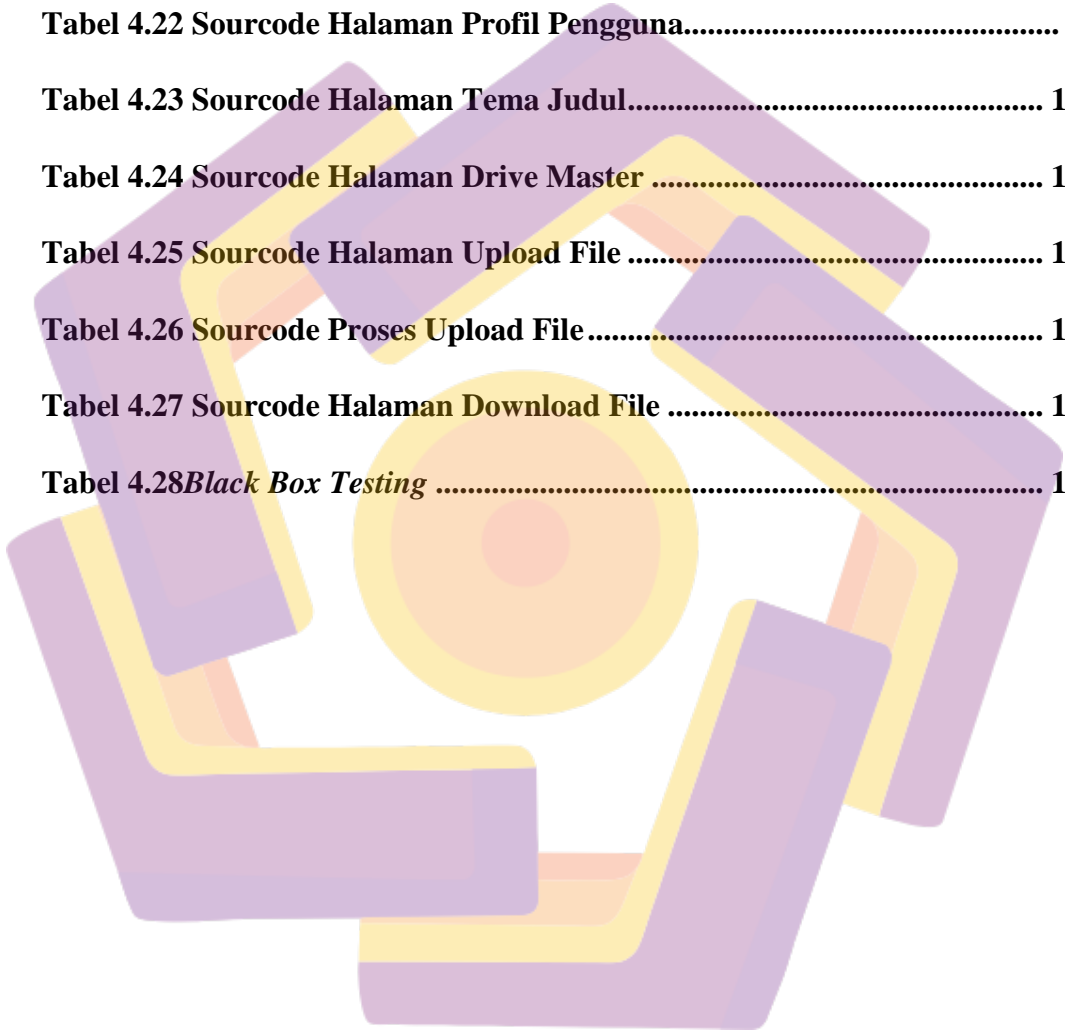 Tabel 4.22 Sourcode Halaman Profil Pengguna..............................................
Tabel 4.23 Sourcode Halaman Tema Judul................................................... 1
Tabel 4.24 Sourcode Halaman Drive Master ................................................ 1
Tabel 4.25 Sourcode Halaman Upload File ................................................... 1
Tabel 4.26 Sourcode Proses Upload File........................................................ 1
Tabel 4.27 Sourcode Halaman Download File .............................................. 1
Tabel 4.28Black Box Testing .......................................................................... 1